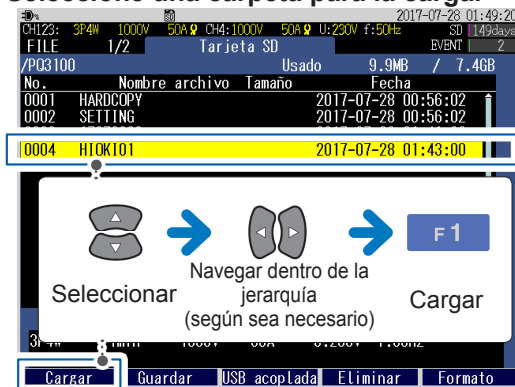 Seleccione una carpeta para la carga.
2017-07-28 01:49:20
CH123: 3P4W 1000V 50A CH4:1000V 50A U:230V f:50Hz SD 149days
FILE 1/2 Tarjeta SD EVENT 2
/PQ3100 Usado 9.9MB / 7.4GB
No. Nombre archivo Tamaño Fecha
0001 HARDCOPY 2017-07-28 00:56:02
0002 SETTING 2017-07-28 00:56:02
0004 HIOKI01 2017-07-28 01:43:00
F1
Seleccionar
Navegar dentro de la
jerarquía
(según sea necesario)
Cargar
Cargar Guardar USB acoplada Eliminar Formato